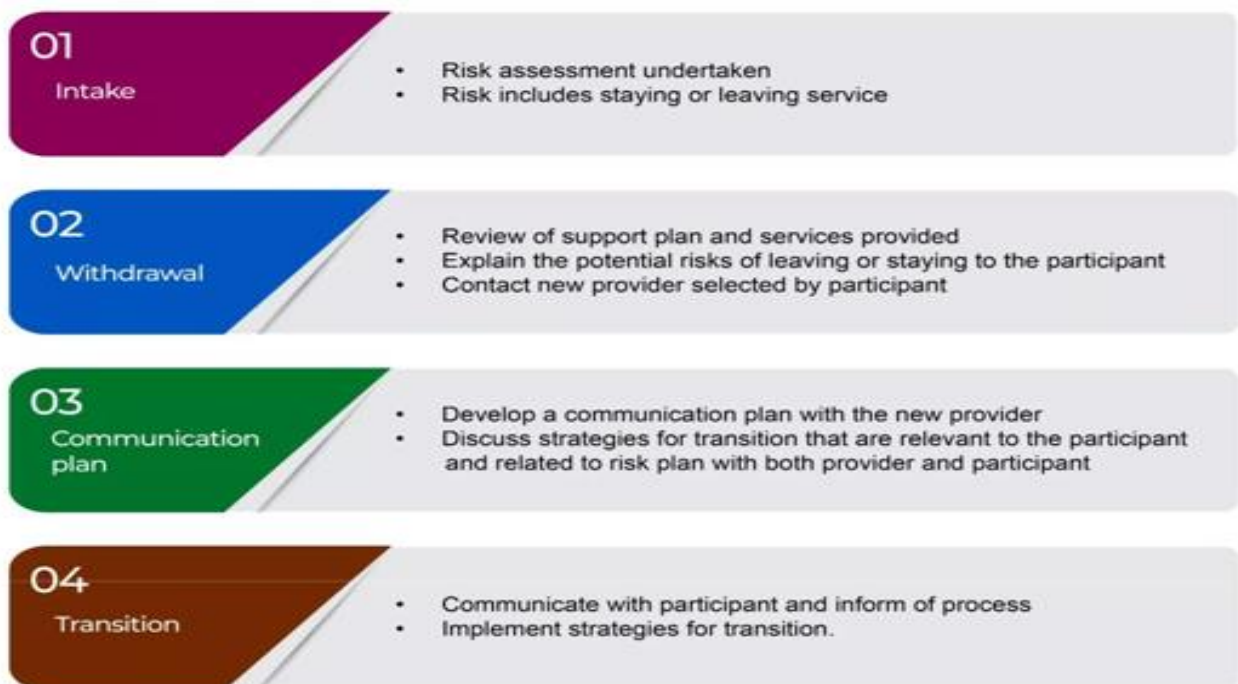 01
Intake
• Risk assessment undertaken
• Risk includes staying or leaving service
02
Withdrawal
• Review of support plan and services provided
• Explain the potential risks of leaving or staying to the participant
• Contact new provider selected by participant
03
Communication
plan
• Develop a communication plan with the new provider
• Discuss strategies for transition that are relevant to the participant
and related to risk plan with both provider and participant
04
Transition
• Communicate with participant and inform of process
• Implement strategies for transition.